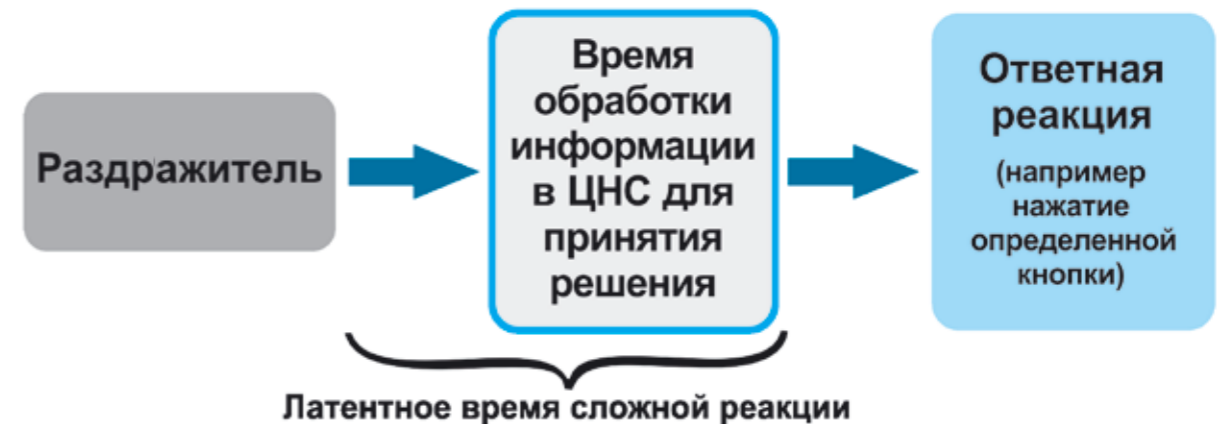 Раздражитель
Время
обработки
информации
в ЦНС для
принятия
решения
Ответная
реакция
(например
нажатие
определенной
кнопки)
Латентное время сложной реакции